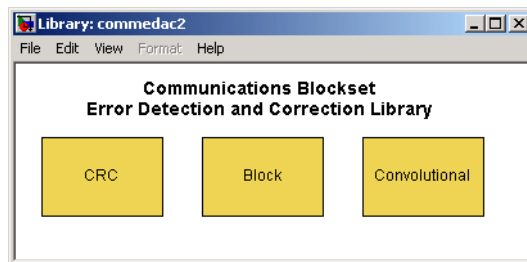 Library: commedac2
File Edit View Format Help
Communications Blockset
Error Detection and Correction Library
CRC Block Convolutional